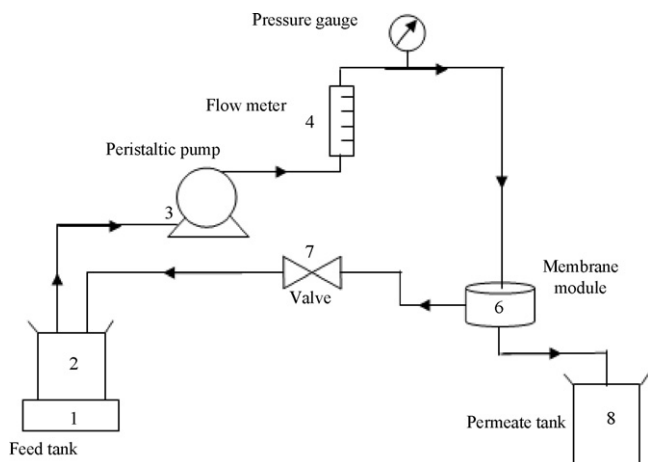 Pressure gauge
Flow meter
4
Peristaltic pump
3
7
Valve
Membrane
module
6
2
1
Feed tank
Permeate tank
8